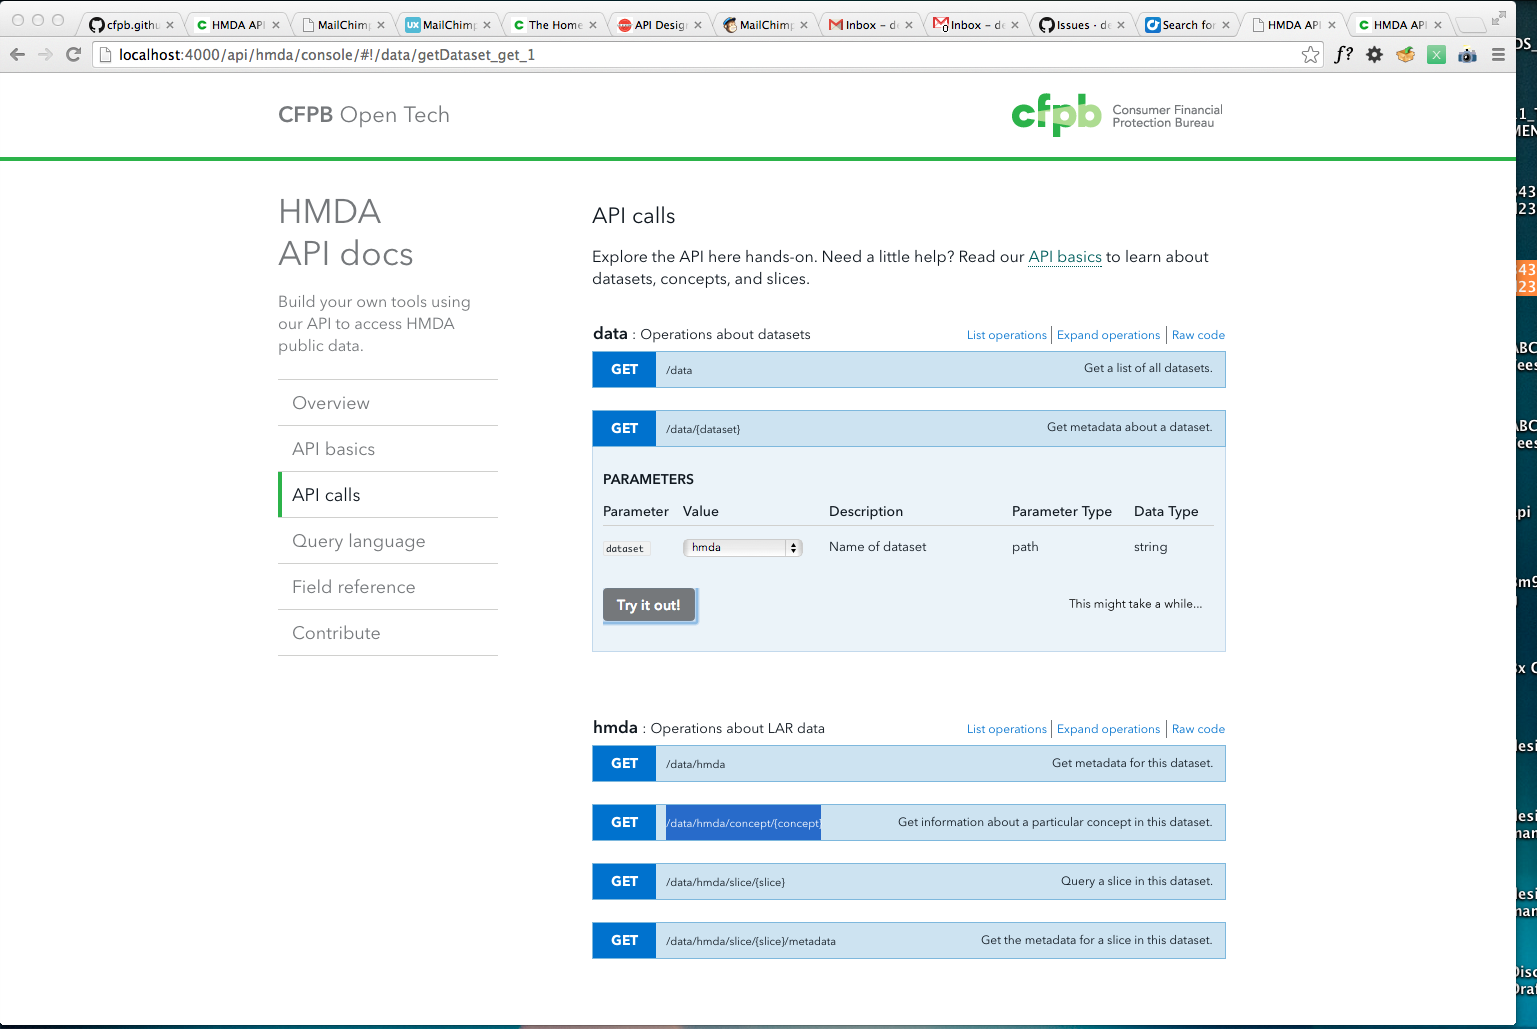 cfpb.githu
HMDA API
MailChimp
UX MailChimp
The Home
API Design
MailChimp
Inbox – de
Inbox – de
Issues · de
Search for
HMDA API
HMDA API
localhost:4000/api/hmda/console/#!/data/getDataset_get_1
f?
CFPB Open Tech
cfpb
Consumer Financial
Protection Bureau
HMDA
API docs
Build your own tools using
our API to access HMDA
public data.
Overview
API basics
API calls
Query language
Field reference
Contribute
API calls
Explore the API here hands-on. Need a little help? Read our API basics to learn about
datasets, concepts, and slices.
data : Operations about datasets
List operations
Expand operations
Raw code
GET /data Get a list of all datasets.
GET /data/{dataset} Get metadata about a dataset.
PARAMETERS
Parameter Value Description Parameter Type Data Type
dataset hmda Name of dataset path string
Try it out! This might take a while...
hmda : Operations about LAR data
List operations
Expand operations
Raw code
GET /data/hmda Get metadata for this dataset.
GET /data/hmda/concept/{concept} Get information about a particular concept in this dataset.
GET /data/hmda/slice/{slice} Query a slice in this dataset.
GET /data/hmda/slice/{slice}/metadata Get the metadata for a slice in this dataset.